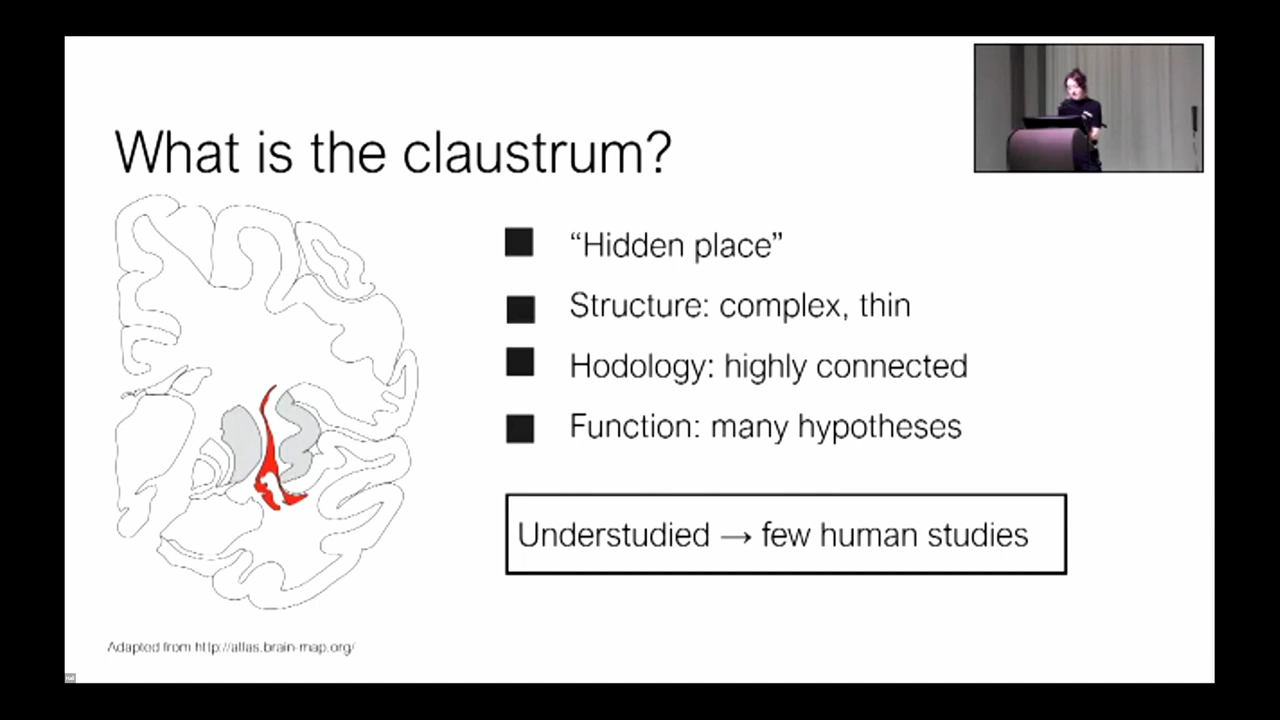 What is the claustrum?
“Hidden place”
Structure: complex, thin
Hodology: highly connected
Function: many hypotheses
Understudied → few human studies
Adapted from http://atlas.brain-map.org/